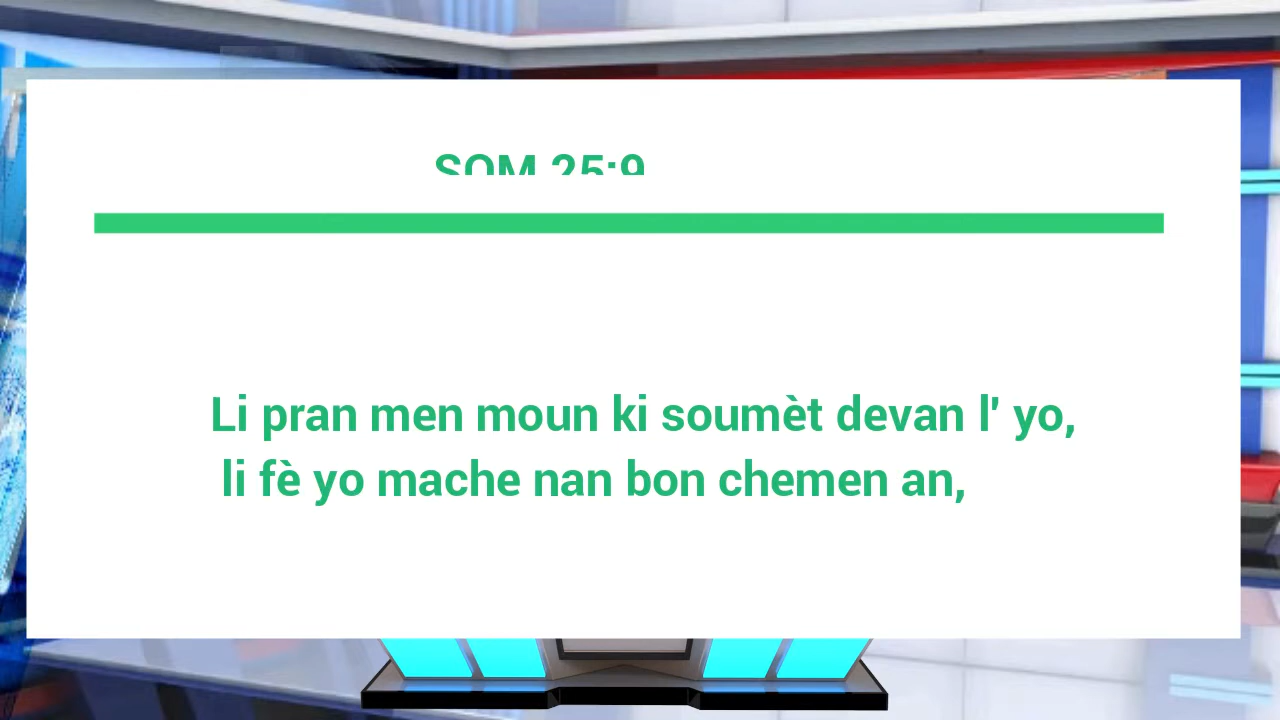 SOM 25:9
Li pran men moun ki soumèt devan l' yo,
li fè yo mache nan bon chemen an,